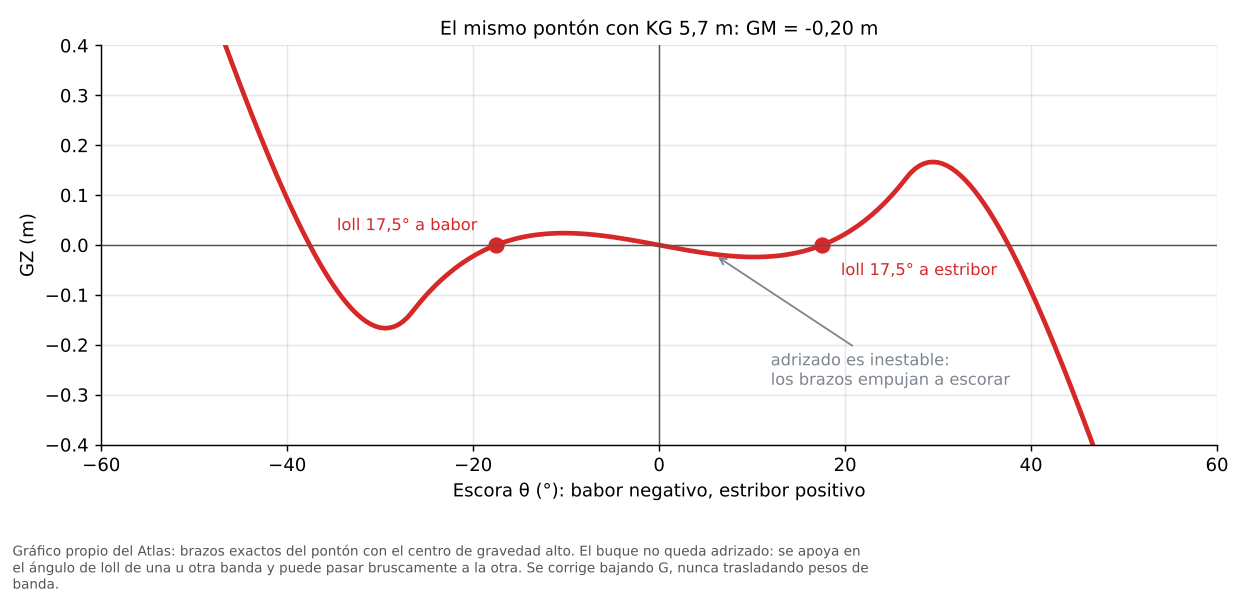 El mismo pontón con KG 5,7 m: GM = -0,20 m
GZ (m)
0.4
0.3
0.2
0.1
0.0
−0.1
−0.2
−0.3
−0.4
loll 17,5° a babor
loll 17,5° a estribor
adrizado es inestable:
los brazos empujan a escorar
−60
−40
−20
0
20
40
60
Escora θ (°): babor negativo, estribor positivo
Gráfico propio del Atlas: brazos exactos del pontón con el centro de gravedad alto. El buque no queda adrizado: se apoya en
el ángulo de loll de una u otra banda y puede pasar bruscamente a la otra. Se corrige bajando G, nunca trasladando pesos de
banda.